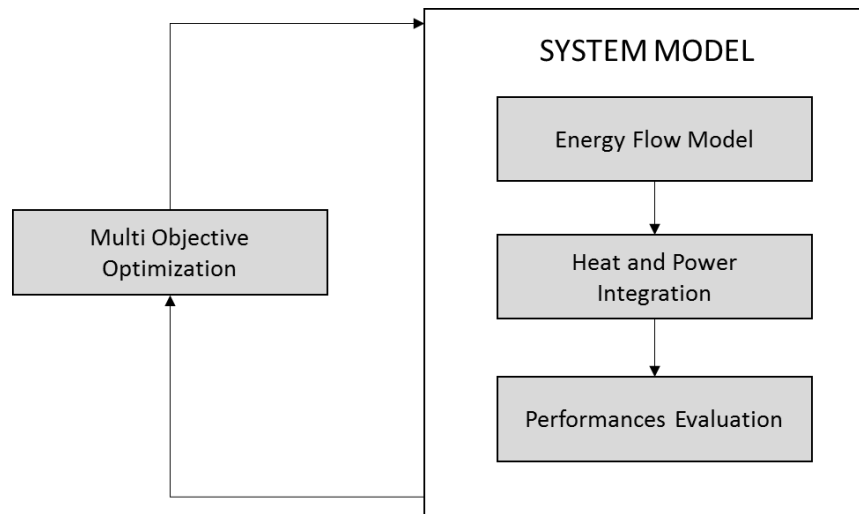 SYSTEM MODEL
Energy Flow Model
Multi Objective
Optimization
Heat and Power
Integration
Performances Evaluation